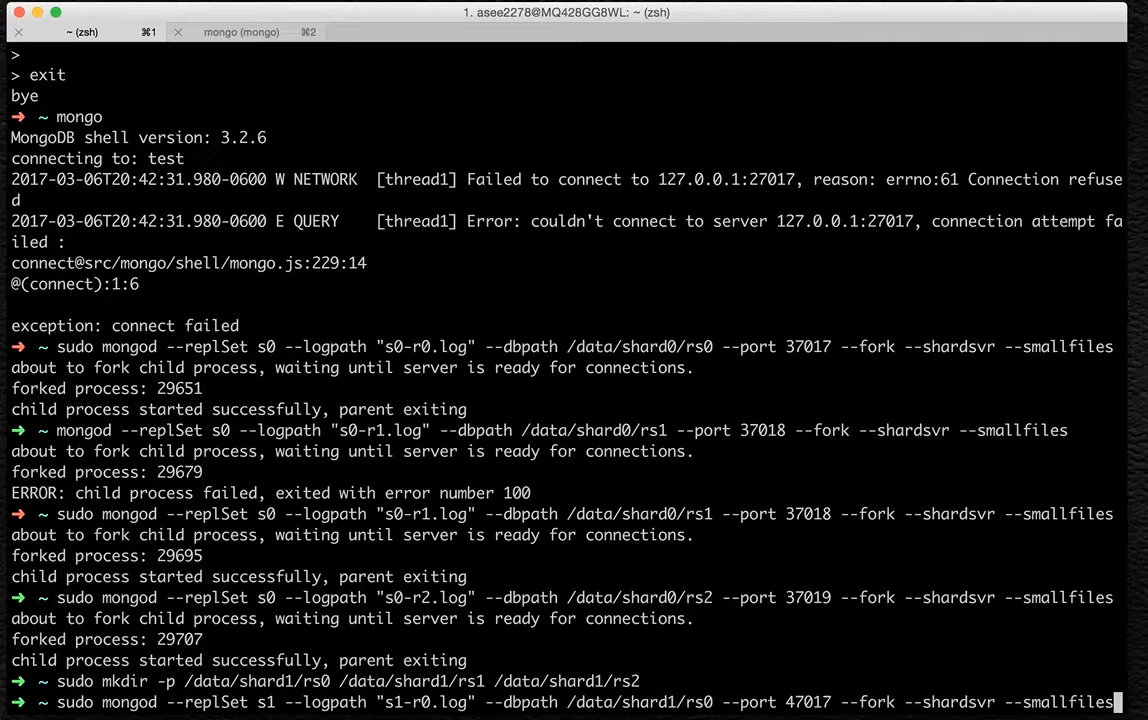 1. asee2278@MQ428GG8WL: ~ (zsh)
~ (zsh) ⌘1 mongo (mongo) ⌘2
>
> exit
bye
➜ ~ mongo
MongoDB shell version: 3.2.6
connecting to: test
2017-03-06T20:42:31.980-0600 W NETWORK  [thread1] Failed to connect to 127.0.0.1:27017, reason: errno:61 Connection refuse
d
2017-03-06T20:42:31.980-0600 E QUERY    [thread1] Error: couldn't connect to server 127.0.0.1:27017, connection attempt fa
iled :
connect@src/mongo/shell/mongo.js:229:14
@(connect):1:6
exception: connect failed
➜ ~ sudo mongod --replSet s0 --logpath "s0-r0.log" --dbpath /data/shard0/rs0 --port 37017 --fork --shardsvr --smallfiles
about to fork child process, waiting until server is ready for connections.
forked process: 29651
child process started successfully, parent exiting
➜ ~ mongod --replSet s0 --logpath "s0-r1.log" --dbpath /data/shard0/rs1 --port 37018 --fork --shardsvr --smallfiles
about to fork child process, waiting until server is ready for connections.
forked process: 29679
ERROR: child process failed, exited with error number 100
➜ ~ sudo mongod --replSet s0 --logpath "s0-r1.log" --dbpath /data/shard0/rs1 --port 37018 --fork --shardsvr --smallfiles
about to fork child process, waiting until server is ready for connections.
forked process: 29695
child process started successfully, parent exiting
➜ ~ sudo mongod --replSet s0 --logpath "s0-r2.log" --dbpath /data/shard0/rs2 --port 37019 --fork --shardsvr --smallfiles
about to fork child process, waiting until server is ready for connections.
forked process: 29707
child process started successfully, parent exiting
➜ ~ sudo mkdir -p /data/shard1/rs0 /data/shard1/rs1 /data/shard1/rs2
➜ ~ sudo mongod --replSet s1 --logpath "s1-r0.log" --dbpath /data/shard1/rs0 --port 47017 --fork --shardsvr --smallfiles